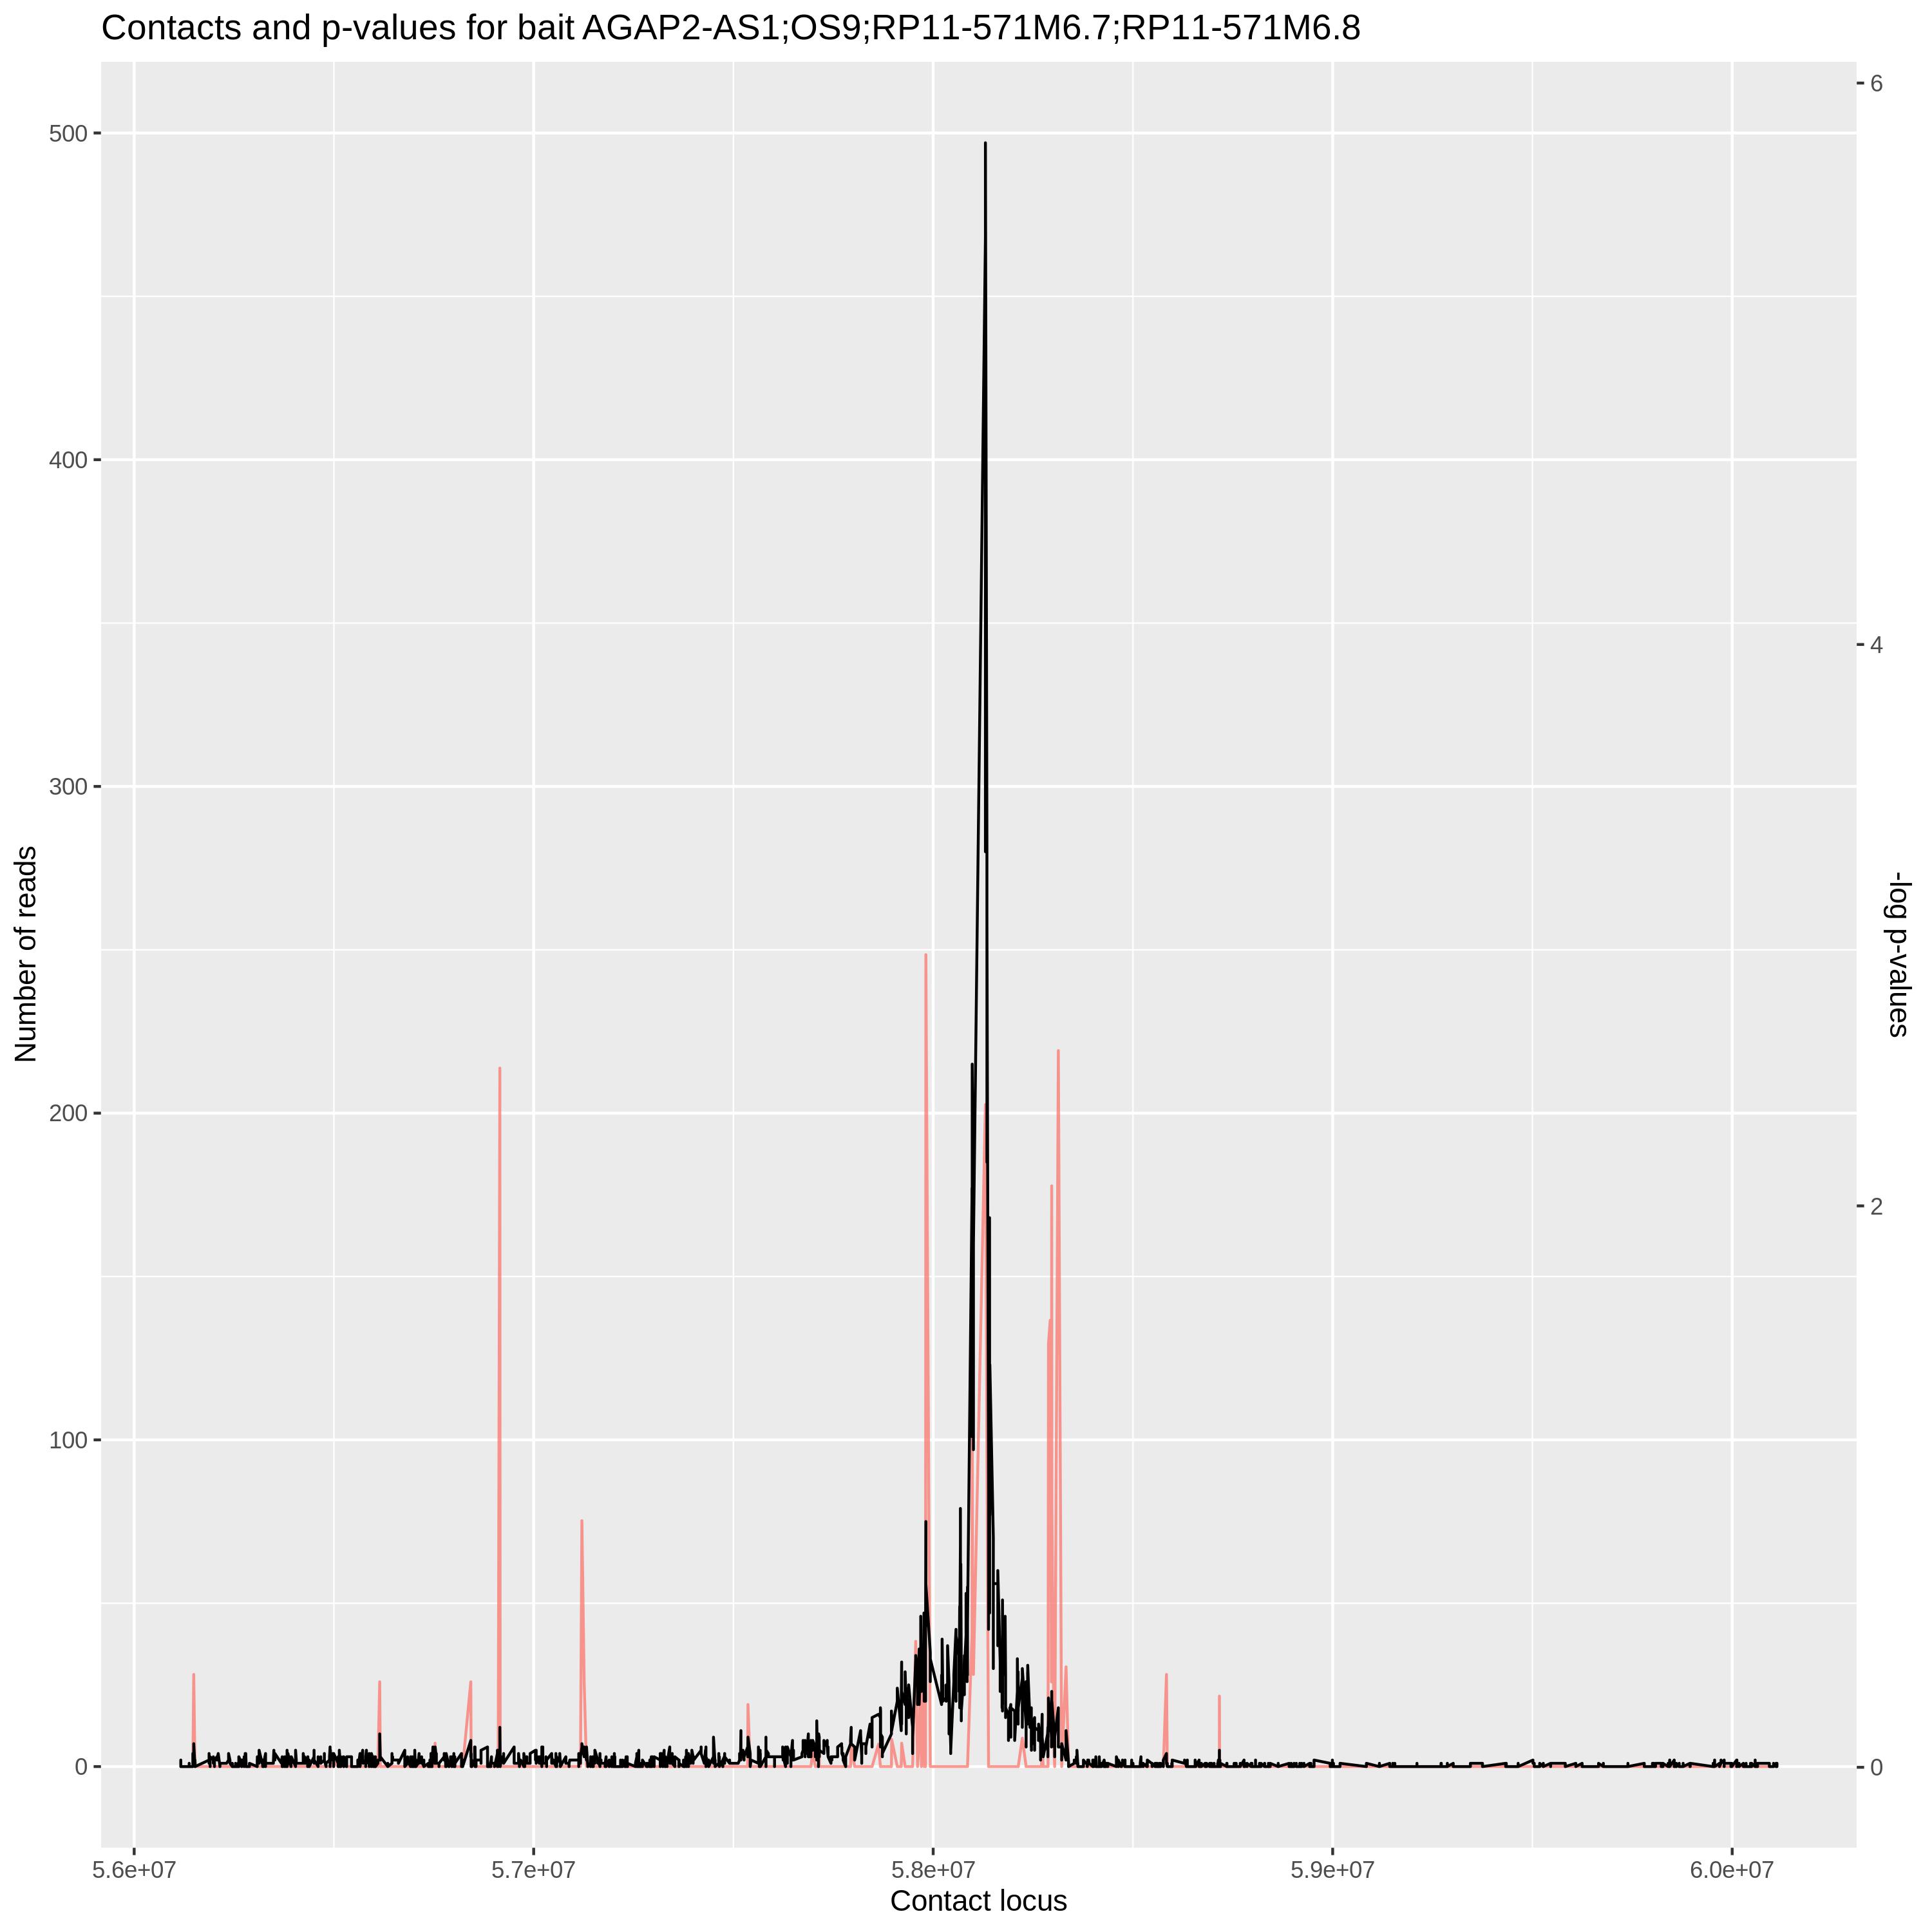 Contacts and p-values for bait AGAP2-AS1;OS9;RP11-571M6.7;RP11-571M6.8
500
400
300
200
100
0
Number of reads
6
4
2
0
-log p-values
5.6e+07
5.7e+07
5.8e+07
5.9e+07
6.0e+07
Contact locus